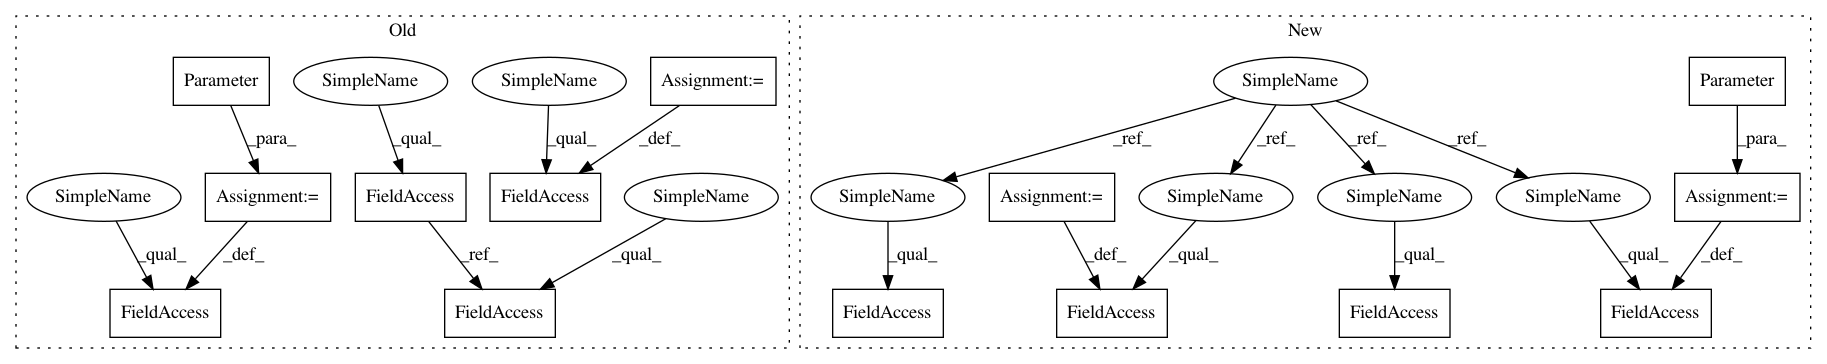 Old
New
Parameter
SimpleName
SimpleName
Assignment:=
SimpleName
Parameter
_para_
_qual_
_qual_
_def_
_ref_
_ref_
_ref_
_ref_
_para_
SimpleName
Assignment:=
FieldAccess
FieldAccess
SimpleName
SimpleName
Assignment:=
SimpleName
SimpleName
SimpleName
Assignment:=
_qual_
_def_
_ref_
_qual_
_qual_
_def_
_qual_
_qual_
_qual_
_def_
FieldAccess
FieldAccess
FieldAccess
FieldAccess
FieldAccess
FieldAccess